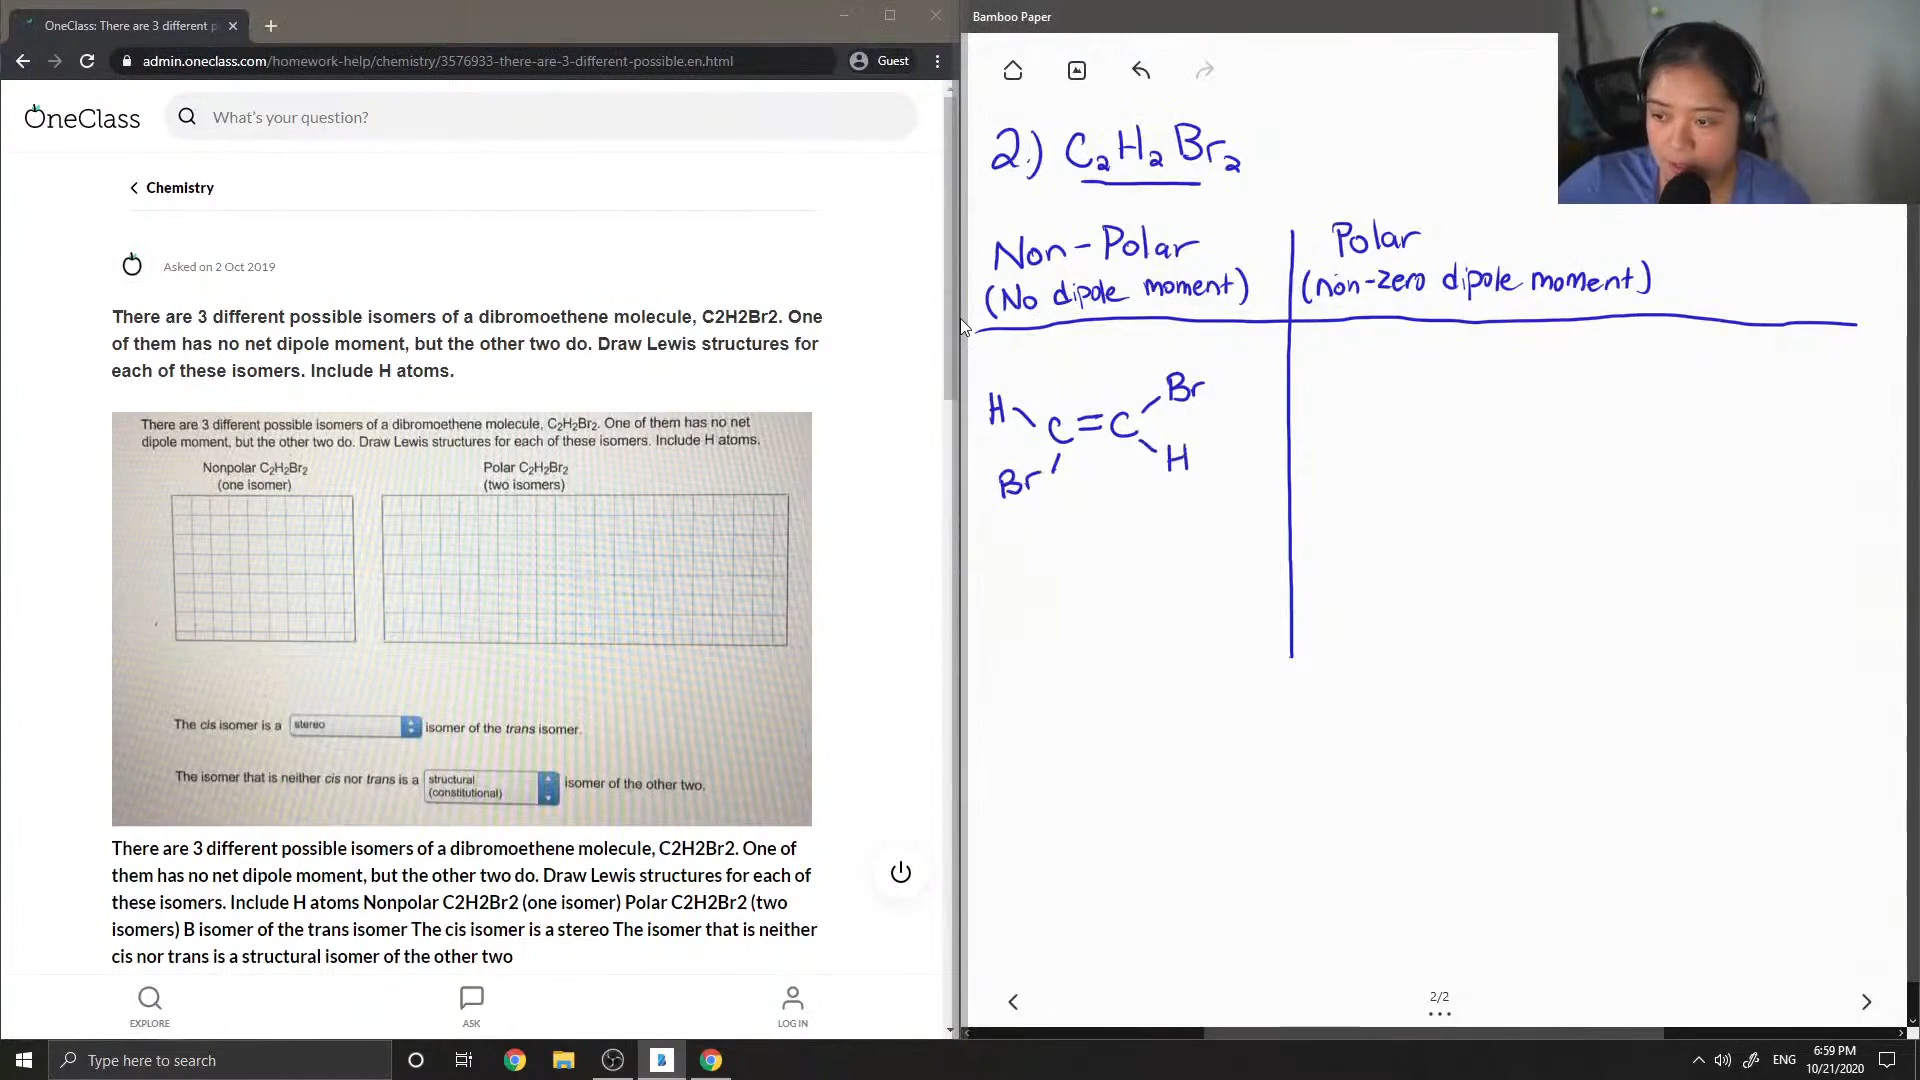 OneClass: There are 3 different p
Bamboo Paper
admin.oneclass.com/homework-help/chemistry/3576933-there-are-3-different-possible.en.html
Guest
OneClass
What's your question?
Chemistry
Asked on 2 Oct 2019
There are 3 different possible isomers of a dibromoethene molecule, C2H2Br2. One
of them has no net dipole moment, but the other two do. Draw Lewis structures for
each of these isomers. Include H atoms.
There are 3 different possible isomers of a dibromoethene molecule, C₂H₂Br₂. One of them has no net
dipole moment, but the other two do. Draw Lewis structures for each of these isomers. Include H atoms.
Nonpolar C₂H₂Br₂
(one isomer)
Polar C₂H₂Br₂
(two isomers)
The cis isomer is a stereo isomer of the trans isomer.
The isomer that is neither cis nor trans is a structural
(constitutional) isomer of the other two.
There are 3 different possible isomers of a dibromoethene molecule, C2H2Br2. One of
them has no net dipole moment, but the other two do. Draw Lewis structures for each of
these isomers. Include H atoms Nonpolar C2H2Br2 (one isomer) Polar C2H2Br2 (two
isomers) B isomer of the trans isomer The cis isomer is a stereo The isomer that is neither
cis nor trans is a structural isomer of the other two
EXPLORE
ASK
LOG IN
2.) C₂H₂Br₂
Non-Polar
(No dipole moment)
Polar
(non-zero dipole moment)
H Br
C=C
Br H
2/2
Type here to search
ENG
6:59 PM
10/21/2020